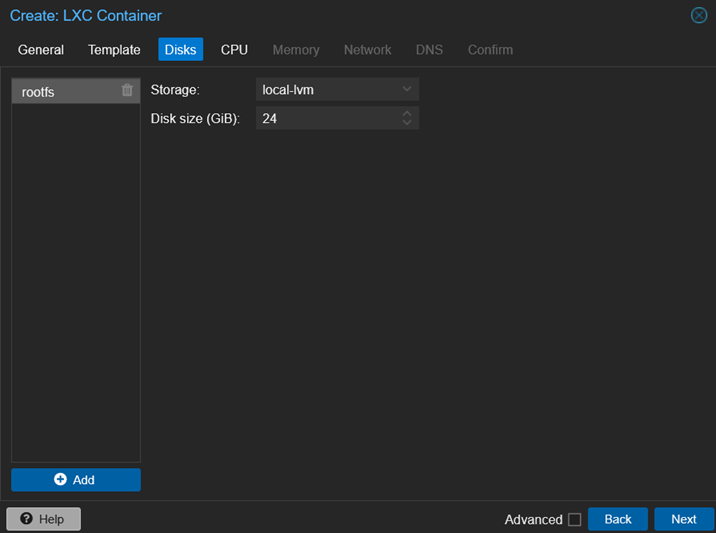 Create: LXC Container
General Template Disks CPU Memory Network DNS Confirm
rootfs
Storage: local-lvm
Disk size (GiB): 24
Add
Help Advanced Back Next